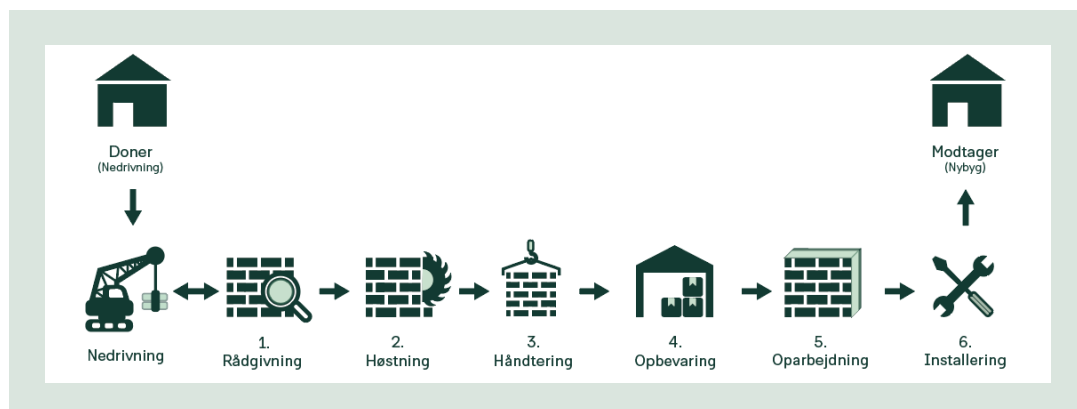 Doner
(Nedrivning)
Modtager
(Nybyg)
Nedrivning
1.
Rådgivning
2.
Høstning
3.
Håndtering
4.
Opbevaring
5.
Oparbejdning
6.
Installering